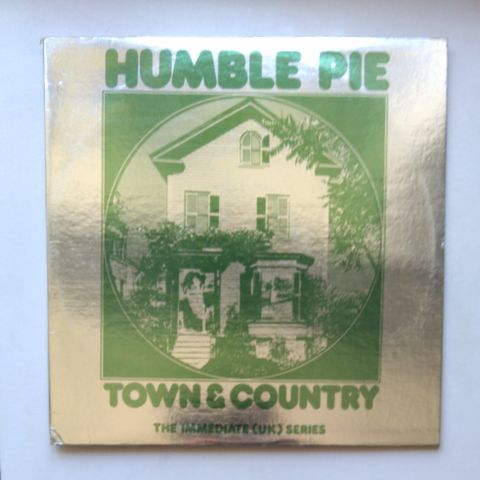 HUMBLE PIE
TOWN & COUNTRY
THE IMMEDIATE (UK) SERIES